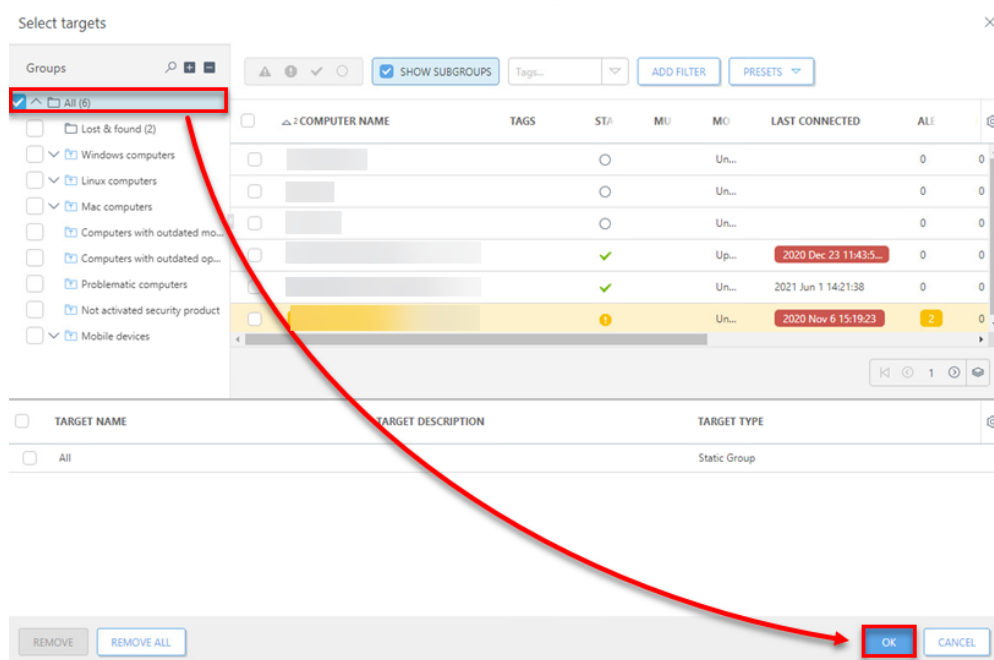 Select targets
Groups
SHOW SUBGROUPS
Tags...
ADD FILTER
PRESETS
All (6)
Lost & found (2)
Windows computers
Linux computers
Mac computers
Computers with outdated mo...
Computers with outdated op...
Problematic computers
Not activated security product
Mobile devices
2 COMPUTER NAME TAGS STA MU MO LAST CONNECTED ALE
Un... 0 0
Un... 0 0
Un... 0 0
Up... 2020 Dec 23 11:43:5... 0 0
Un... 2021 Jun 1 14:21:38 0 0
Un... 2020 Nov 6 15:19:23 2 0
1
TARGET NAME TARGET DESCRIPTION TARGET TYPE
All Static Group
REMOVE
REMOVE ALL
OK
CANCEL